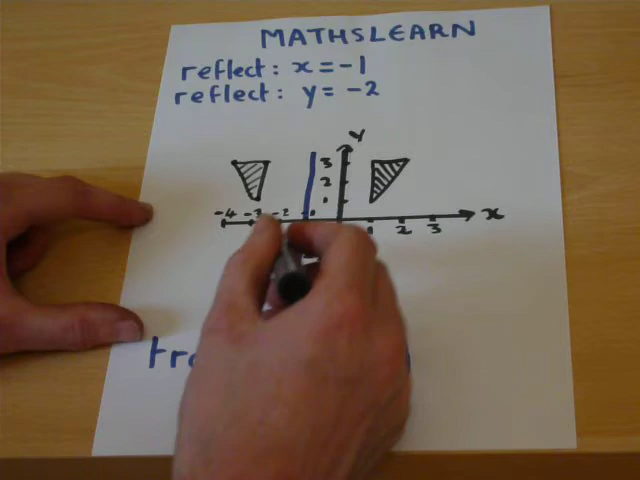 MATHSLEARN
reflect: x = -1
reflect: y = -2
Y
3
2
1
-4 -3 -2
x
1 2 3